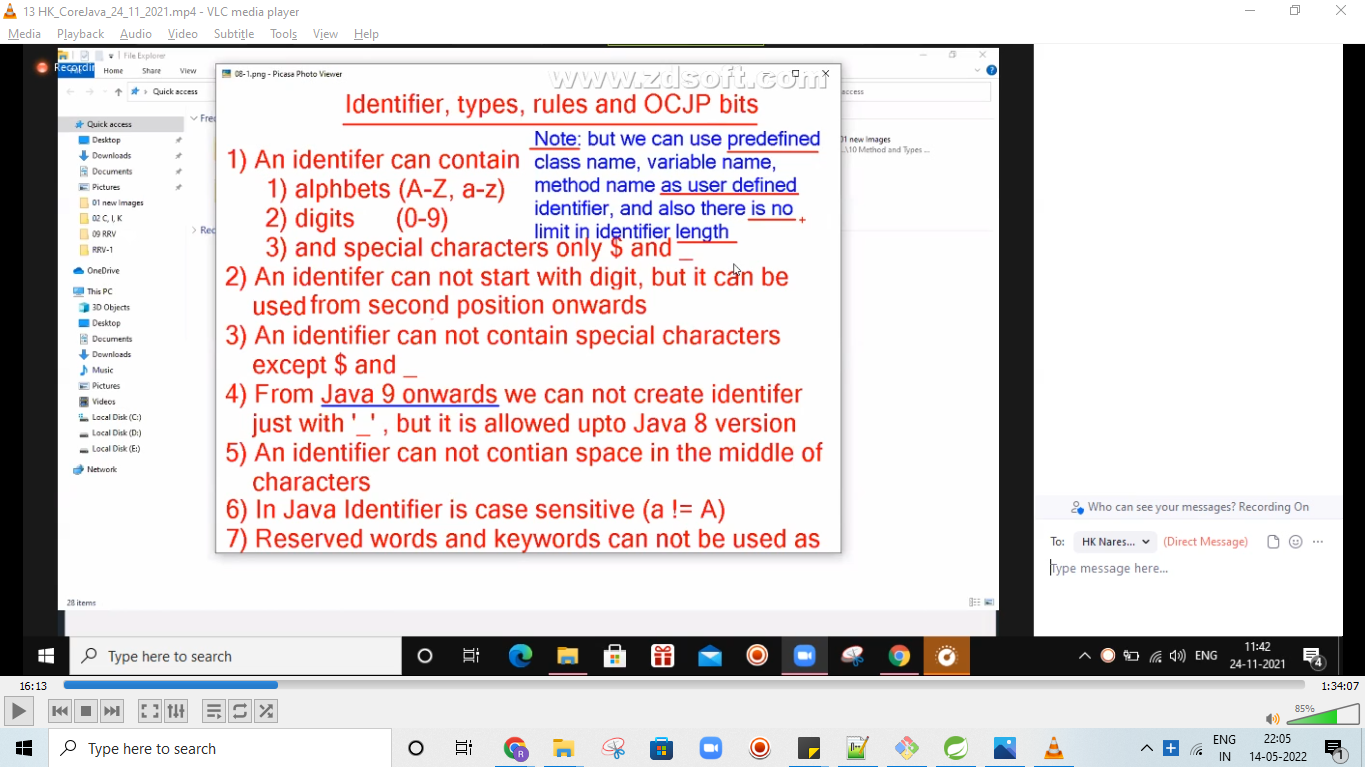 13 HK_CoreJava_24_11_2021.mp4 - VLC media player
Media Playback Audio Video Subtitle Tools View Help
File Explorer
Recordin
Home Share View
08-1.png - Picasa Photo Viewer
www.zdsoft.com
Quick access
Quick access
Desktop
Downloads
Documents
Pictures
01 new Images
02 C, I, K
09 RRV
RRV-1
OneDrive
This PC
3D Objects
Desktop
Documents
Downloads
Music
Pictures
Videos
Local Disk (C:)
Local Disk (D:)
Local Disk (E:)
Network
28 items
Identifier, types, rules and OCJP bits
Note: but we can use predefined
class name, variable name,
method name as user defined
identifier, and also there is no
limit in identifier length
1) An identifer can contain
1) alphbets (A-Z, a-z)
2) digits (0-9)
3) and special characters only $ and _
2) An identifer can not start with digit, but it can be
used from second position onwards
3) An identifier can not contain special characters
except $ and _
4) From Java 9 onwards we can not create identifer
just with '_' , but it is allowed upto Java 8 version
5) An identifier can not contian space in the middle of
characters
6) In Java Identifier is case sensitive (a != A)
7) Reserved words and keywords can not be used as
01 new Images
..\10 Method and Types ...
Who can see your messages? Recording On
To: HK Nares... (Direct Message)
Type message here...
Type here to search
ENG
11:42
24-11-2021
4
16:13
1:34:07
85%
Type here to search
ENG
IN
22:05
14-05-2022
1